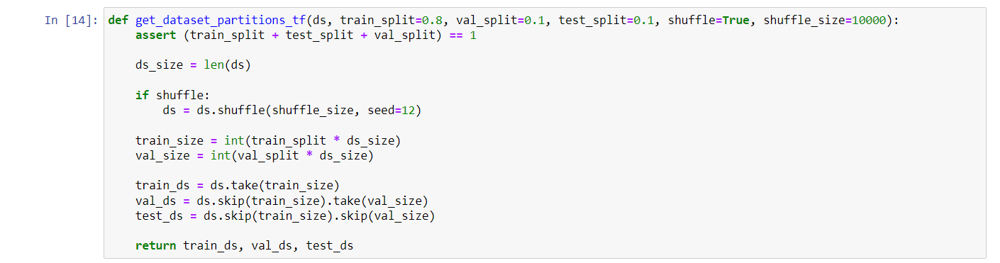 In [14]: def get_dataset_partitions_tf(ds, train_split=0.8, val_split=0.1, test_split=0.1, shuffle=True, shuffle_size=10000):
    assert (train_split + test_split + val_split) == 1

    ds_size = len(ds)

    if shuffle:
        ds = ds.shuffle(shuffle_size, seed=12)

    train_size = int(train_split * ds_size)
    val_size = int(val_split * ds_size)

    train_ds = ds.take(train_size)
    val_ds = ds.skip(train_size).take(val_size)
    test_ds = ds.skip(train_size).skip(val_size)

    return train_ds, val_ds, test_ds